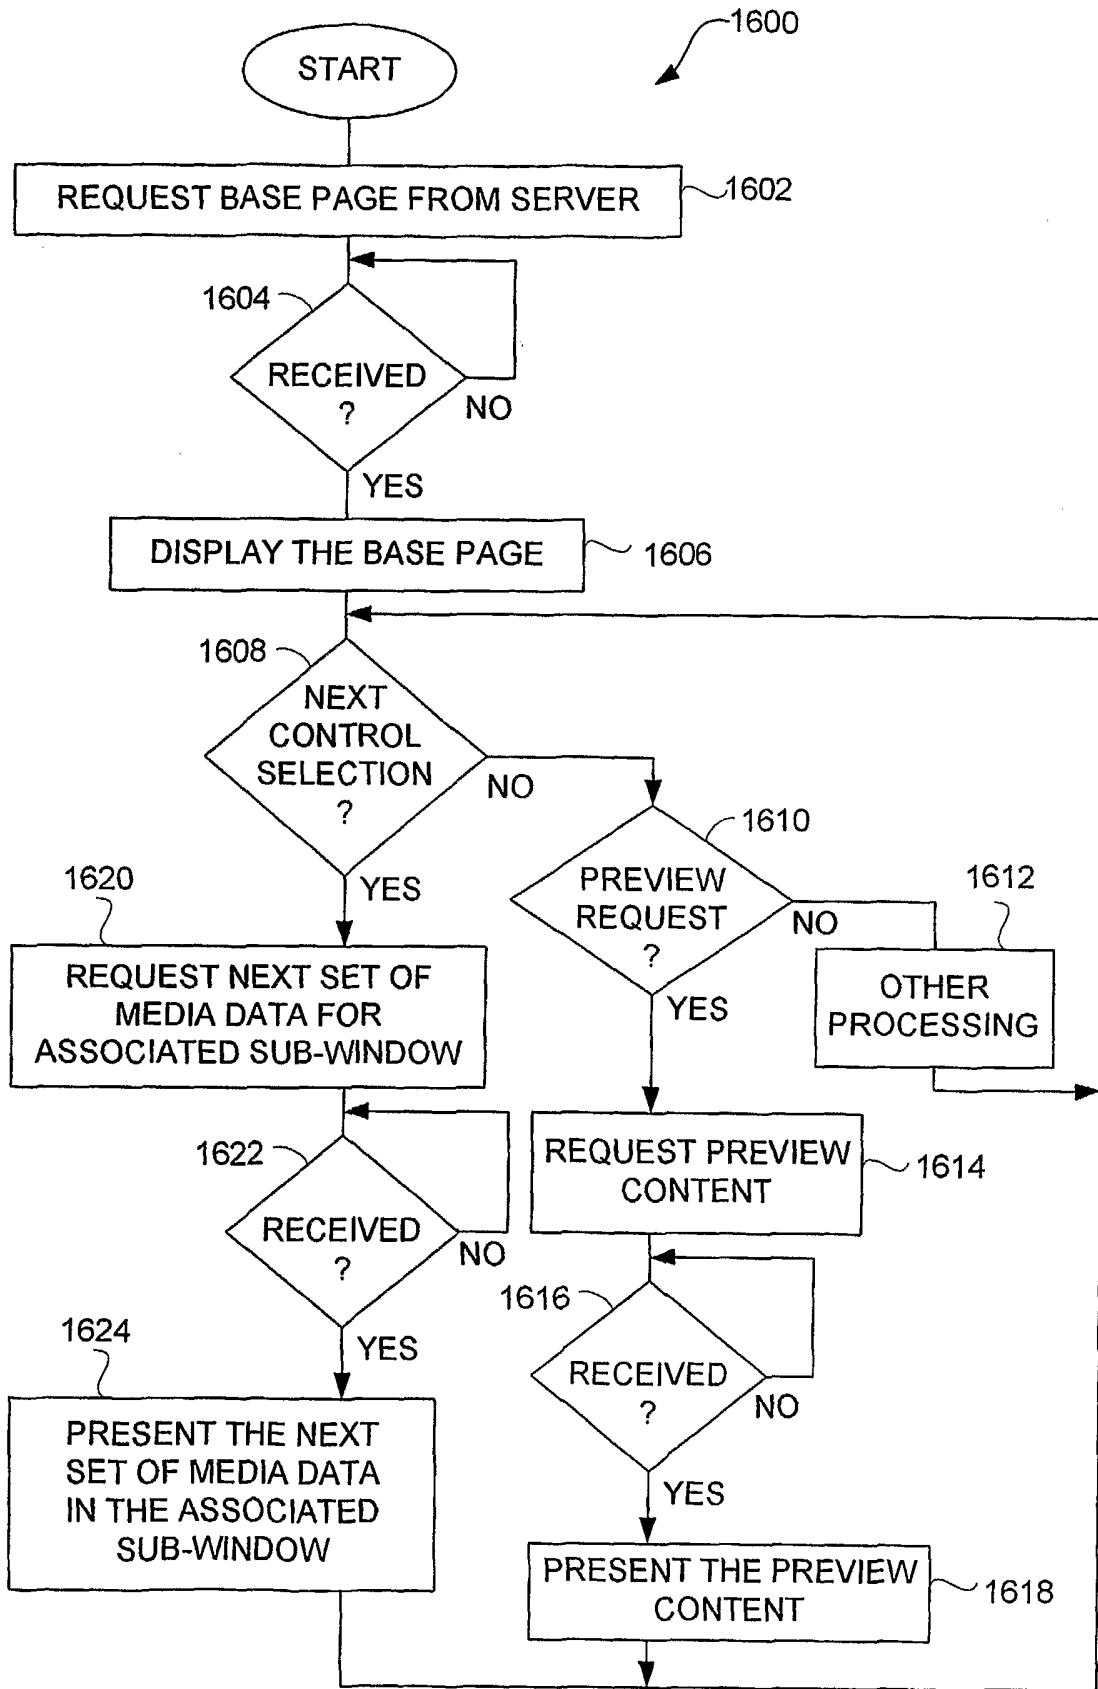 1600
START
REQUEST BASE PAGE FROM SERVER
1602
1604
RECEIVED
?
NO
YES
DISPLAY THE BASE PAGE
1606
1608
NEXT
CONTROL
SELECTION
?
NO
YES
1610
PREVIEW
REQUEST
?
NO
YES
1612
OTHER
PROCESSING
1620
REQUEST NEXT SET OF
MEDIA DATA FOR
ASSOCIATED SUB-WINDOW
1622
RECEIVED
?
NO
YES
REQUEST PREVIEW
CONTENT
1614
1616
RECEIVED
?
NO
YES
1624
PRESENT THE NEXT
SET OF MEDIA DATA
IN THE ASSOCIATED
SUB-WINDOW
PRESENT THE PREVIEW
CONTENT
1618